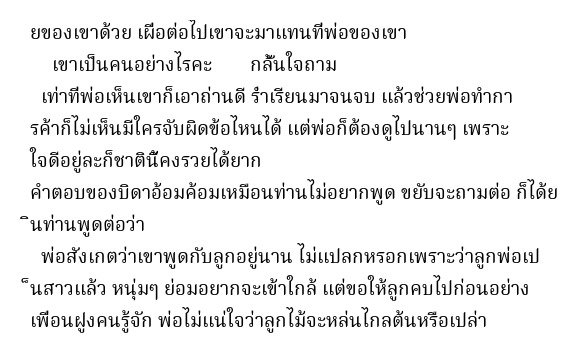 ยของเขาด้วย เผื่อต่อไปเขาจะมาแทนที่พ่อของเขา
เขาเป็นคนอย่างไรคะ กลั้นใจถาม
เท่าที่พ่อเห็นเขาก็เอาถ่านดี ร่ำเรียนมาจนจบ แล้วช่วยพ่อทำกา
รค้าก็ไม่เห็นมีใครจับผิดข้อไหนได้ แต่พ่อก็ต้องดูไปนานๆ เพราะ
ใจดีอยู่ละก็ชาตินี้คงรวยได้ยาก
คำตอบของบิดาอ้อมค้อมเหมือนท่านไม่อยากพูด ขยับจะถามต่อ ก็ได้ย
ินท่านพูดต่อว่า
พ่อสังเกตว่าเขาพูดกับลูกอยู่นาน ไม่แปลกหรอกเพราะว่าลูกพ่อเป
็นสาวแล้ว หนุ่มๆ ย่อมอยากจะเข้าใกล้ แต่ขอให้ลูกคบไปก่อนอย่าง
เพื่อนฝูงคนรู้จัก พ่อไม่แน่ใจว่าลูกไม้จะหล่นไกลต้นหรือเปล่า